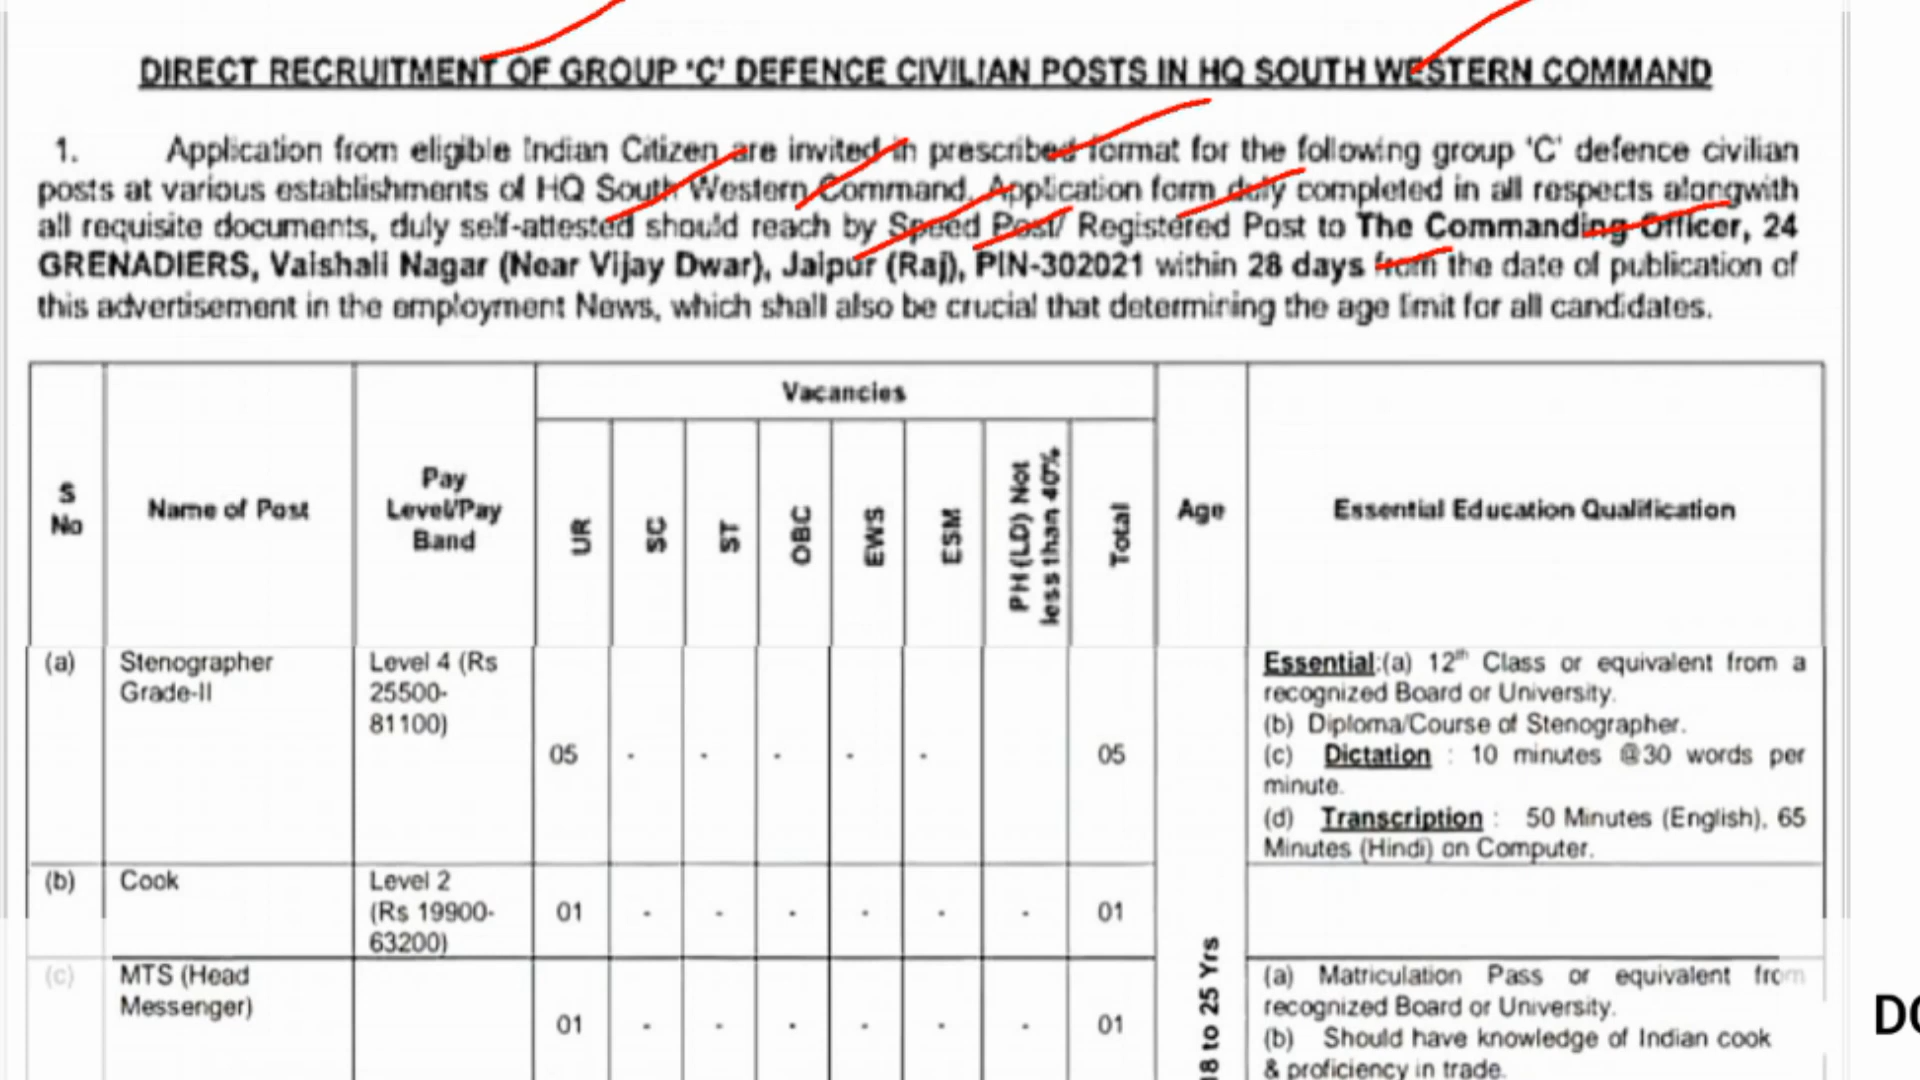 DIRECT RECRUITMENT OF GROUP 'C' DEFENCE CIVILIAN POSTS IN HQ SOUTH WESTERN COMMAND
1. Application from eligible Indian Citizen are invited in prescribed format for the following group 'C' defence civilian
posts at various establishments of HQ South Western Command. Application form duly completed in all respects alongwith
all requisite documents, duly self-attested should reach by Speed Post/ Registered Post to The Commanding Officer, 24
GRENADIERS, Vaishali Nagar (Near Vijay Dwar), Jaipur (Raj), PIN-302021 within 28 days from the date of publication of
this advertisement in the employment News, which shall also be crucial that determining the age limit for all candidates.
Vacancies
S
No
Name of Post
Pay
Level/Pay
Band
UR
SC
ST
OBC
EWS
ESM
PH (LD) Not
less than 40%
Total
Age
Essential Education Qualification
(a) Stenographer
Grade-II
Level 4 (Rs
25500-
81100)
05 - - - - - 05
Essential:(a) 12th Class or equivalent from a
recognized Board or University.
(b) Diploma/Course of Stenographer.
(c) Dictation : 10 minutes @30 words per
minute.
(d) Transcription : 50 Minutes (English), 65
Minutes (Hindi) on Computer.
(b) Cook
Level 2
(Rs 19900-
63200)
01 - - - - - - 01
18 to 25 Yrs
(c) MTS (Head
Messenger)
01 - - - - - - 01
(a) Matriculation Pass or equivalent from
recognized Board or University.
(b) Should have knowledge of Indian cook
& proficiency in trade.